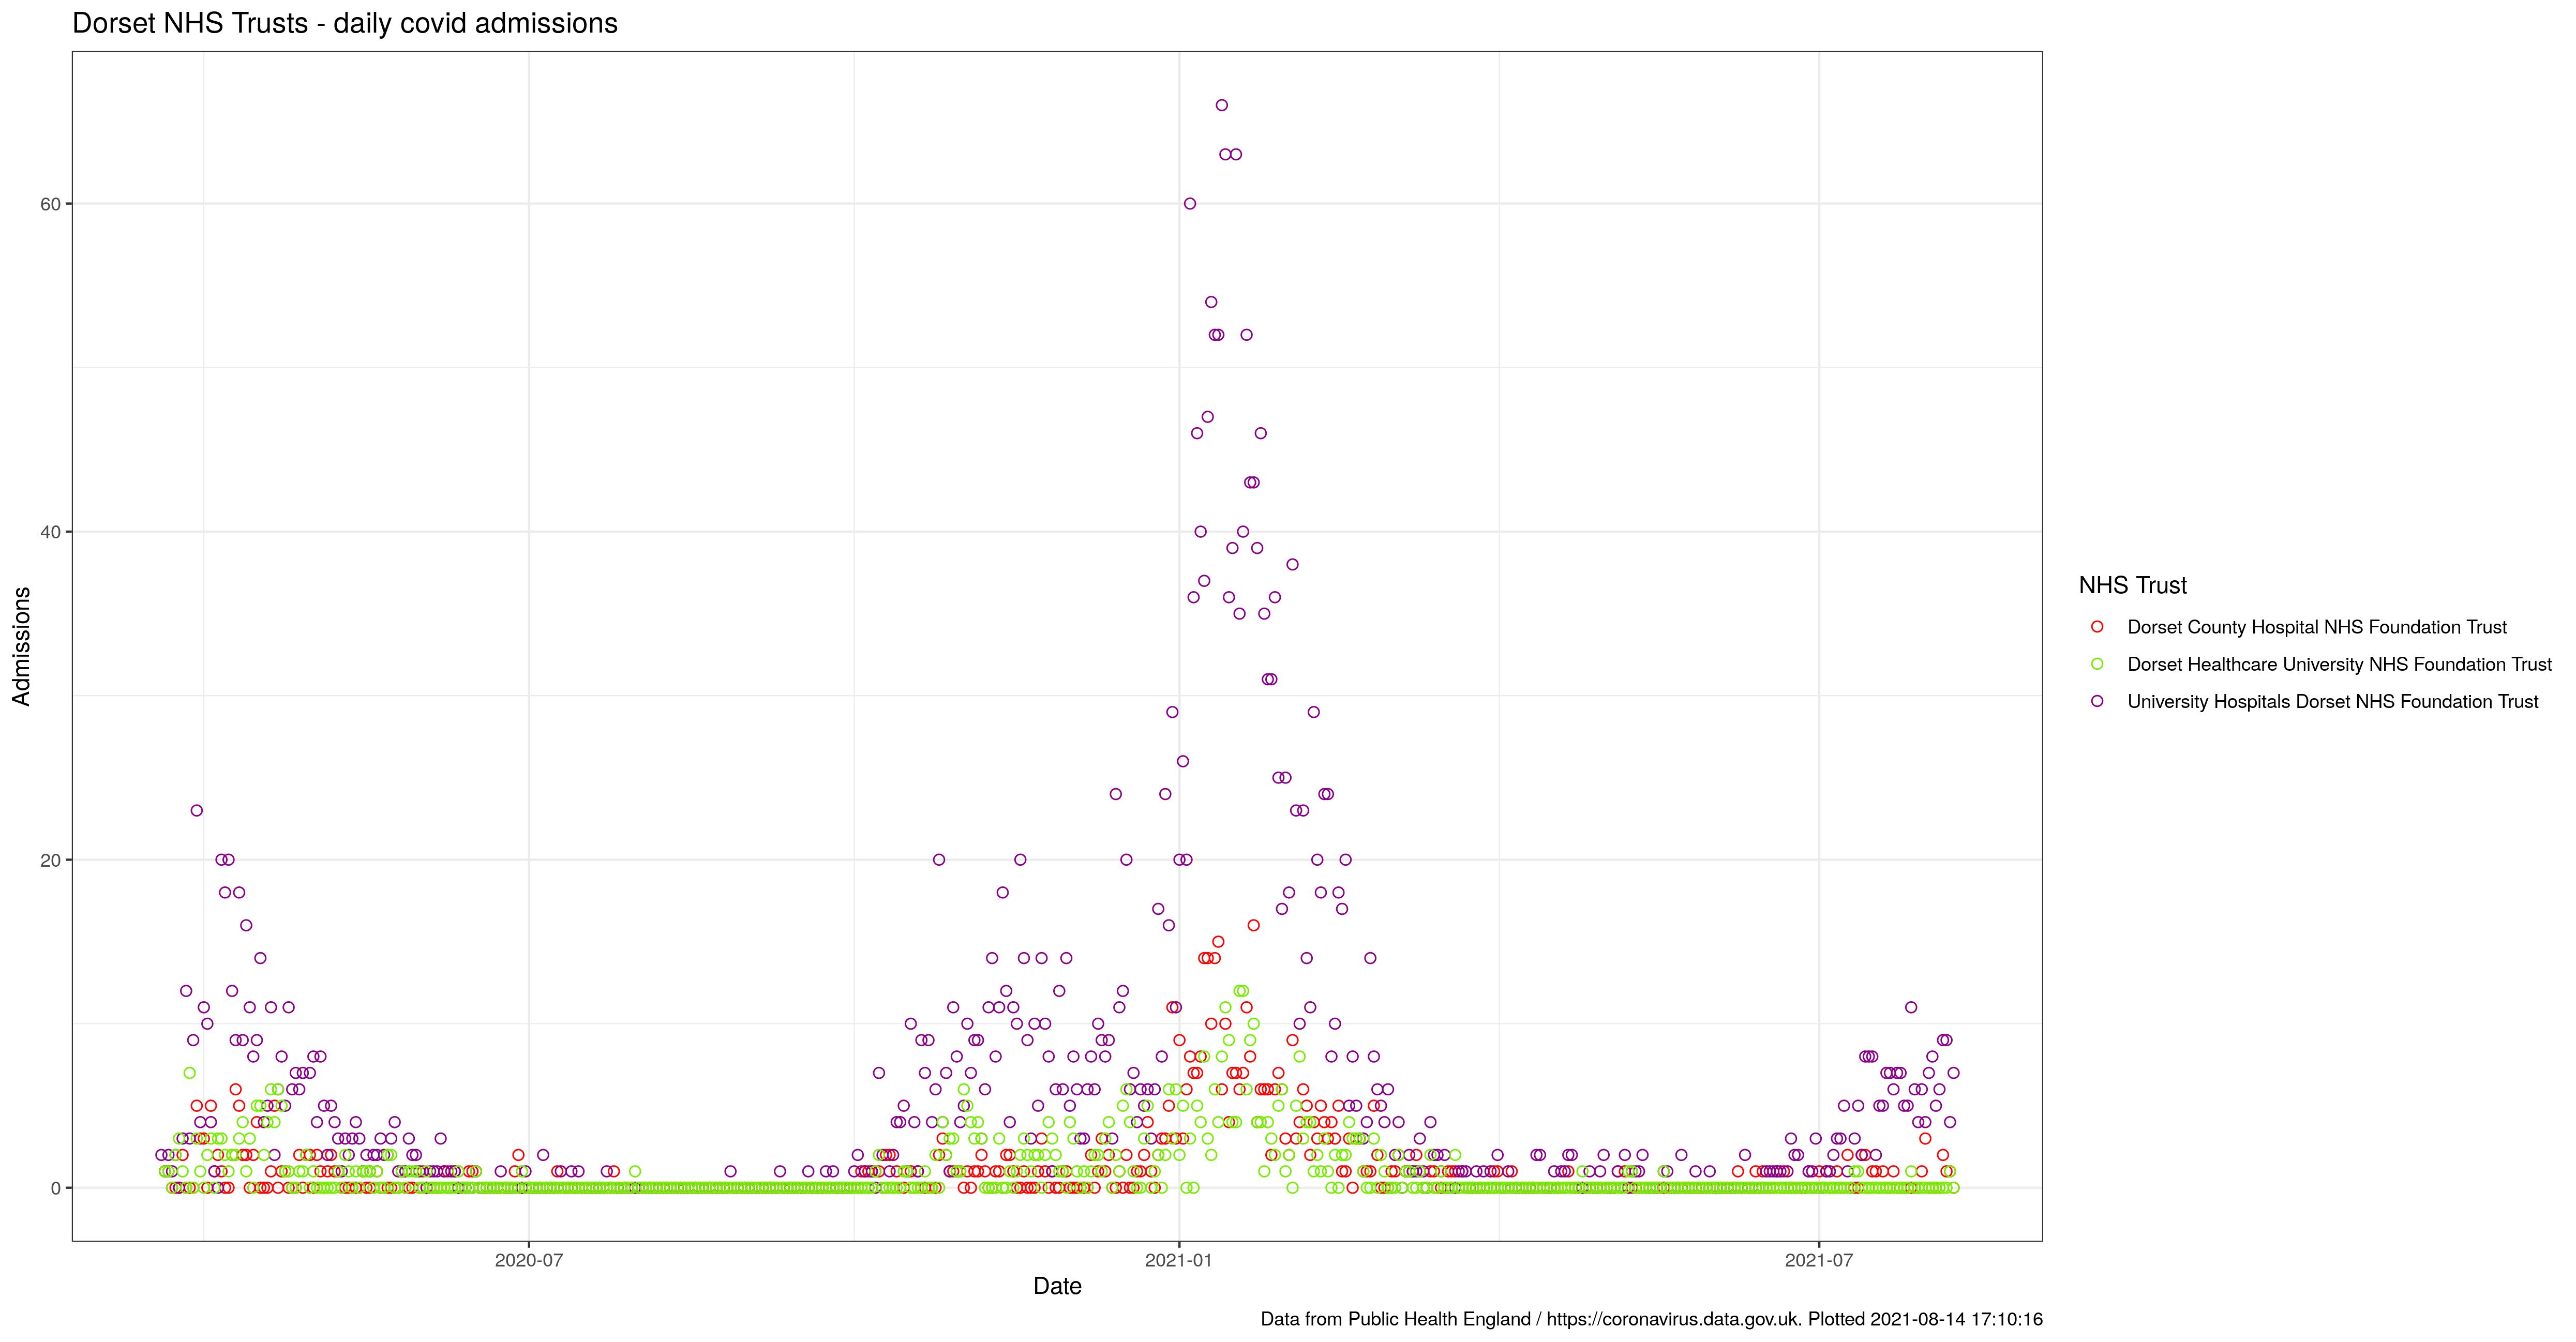 Dorset NHS Trusts - daily covid admissions
60
40
20
0
Admissions
2020-07
2021-01
2021-07
Date
NHS Trust
Dorset County Hospital NHS Foundation Trust
Dorset Healthcare University NHS Foundation Trust
University Hospitals Dorset NHS Foundation Trust
Data from Public Health England / https://coronavirus.data.gov.uk. Plotted 2021-08-14 17:10:16